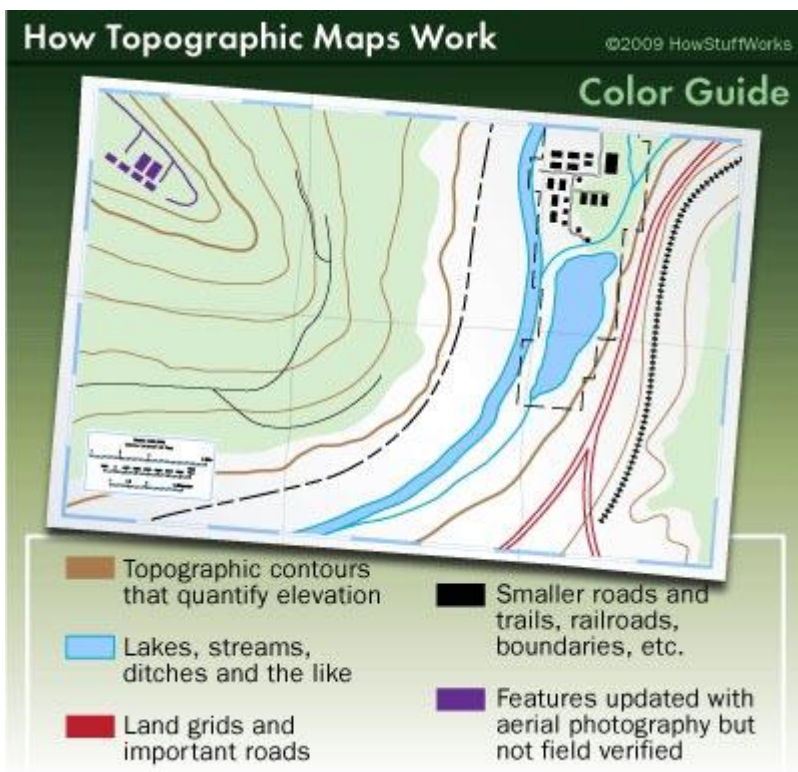 How Topographic Maps Work
©2009 HowStuffWorks
Color Guide
Topographic contours
that quantify elevation
Lakes, streams,
ditches and the like
Land grids and
important roads
Smaller roads and
trails, railroads,
boundaries, etc.
Features updated with
aerial photography but
not field verified